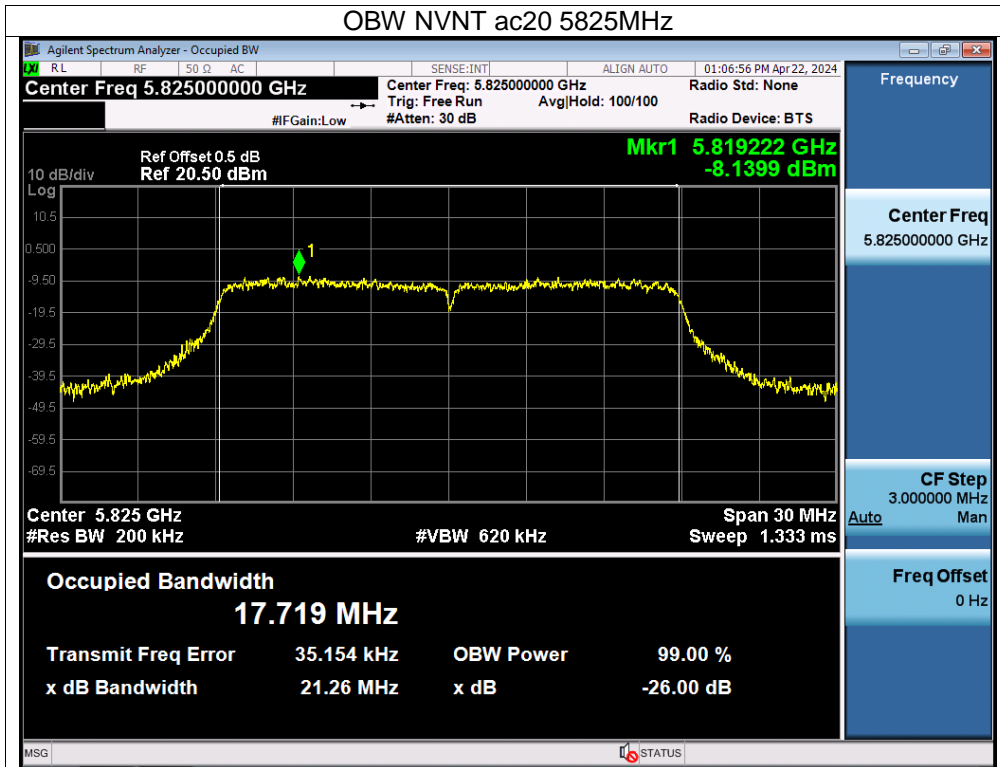 OBW NVNT ac20 5825MHz
Agilent Spectrum Analyzer - Occupied BW
LXI RL RF 50 Ω AC SENSE:INT ALIGN AUTO 01:06:56 PM Apr 22, 2024
Center Freq 5.825000000 GHz
Center Freq: 5.825000000 GHz Radio Std: None
Trig: Free Run Avg|Hold: 100/100
#IFGain:Low #Atten: 30 dB Radio Device: BTS
Frequency
Mkr1 5.819222 GHz
-8.1399 dBm
Ref Offset 0.5 dB
10 dB/div Ref 20.50 dBm
Log
10.5
0.500
-9.50
-19.5
-29.5
-39.5
-49.5
-59.5
-69.5
1
Center 5.825 GHz Span 30 MHz
#Res BW 200 kHz #VBW 620 kHz Sweep 1.333 ms
Center Freq
5.825000000 GHz
CF Step
3.000000 MHz
Auto Man
Freq Offset
0 Hz
Occupied Bandwidth
17.719 MHz
Transmit Freq Error 35.154 kHz OBW Power 99.00 %
x dB Bandwidth 21.26 MHz x dB -26.00 dB
MSG STATUS